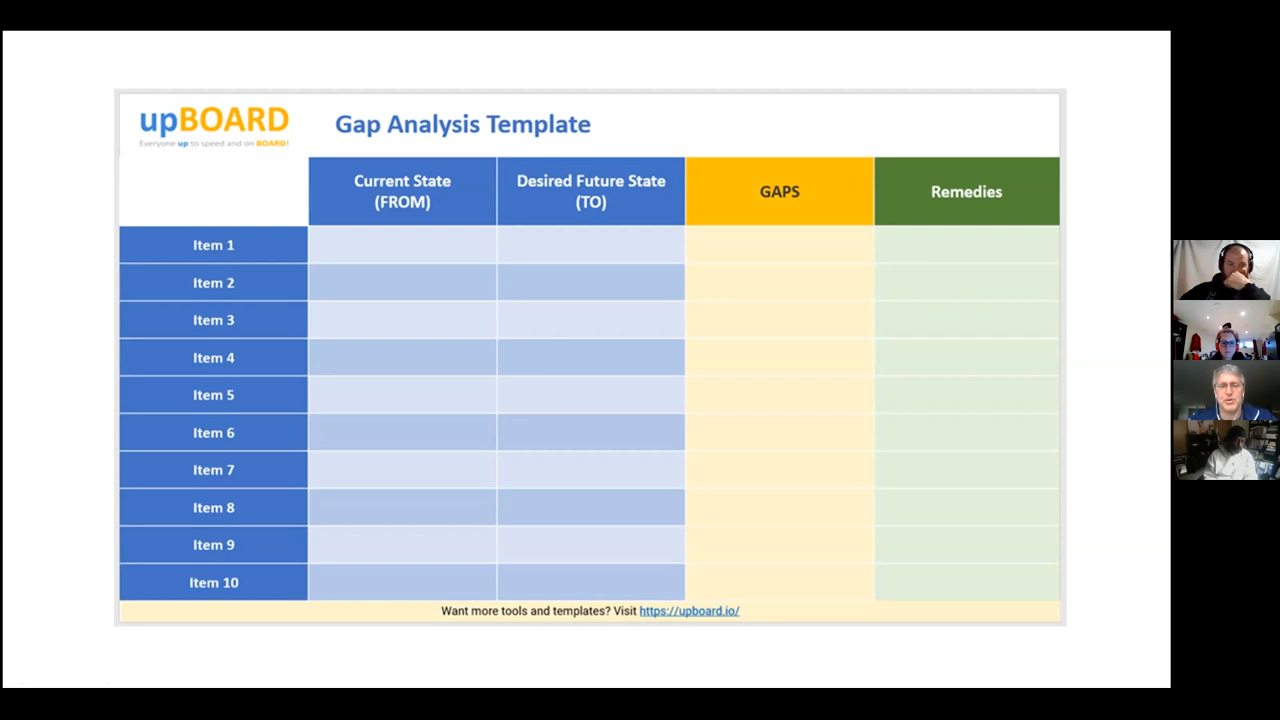 upBOARD
Everyone up to speed and on BOARD!
Gap Analysis Template
Current State
(FROM)
Desired Future State
(TO)
GAPS
Remedies
Item 1
Item 2
Item 3
Item 4
Item 5
Item 6
Item 7
Item 8
Item 9
Item 10
Want more tools and templates? Visit https://upboard.io/